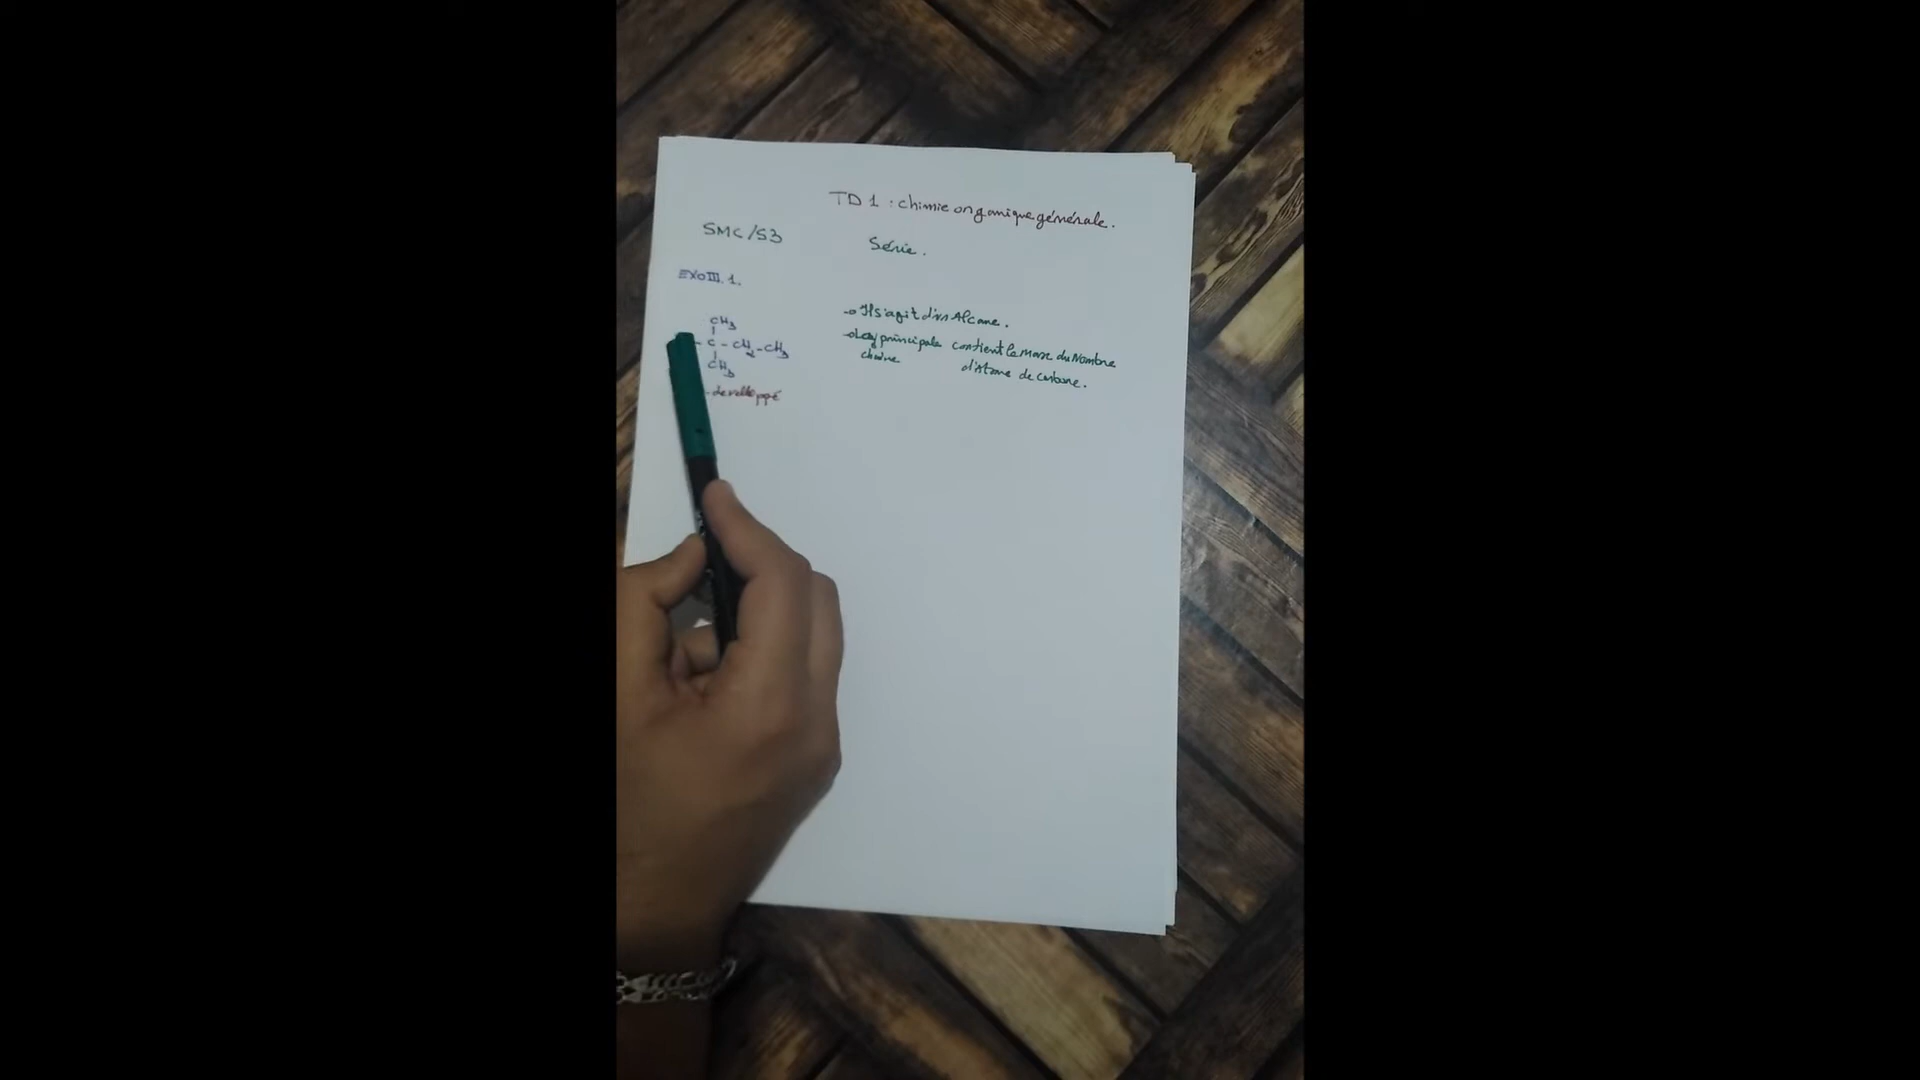 TD 1 : chimie organique générale.
SMC/S3
Série.
EXO III. 1.
CH3
- C - CH2 - CH3
CH3
- developpé
→ Il s'agit d'un Alcane.
principale contient le max du Nombre
chaîne
d'atome de carbone.